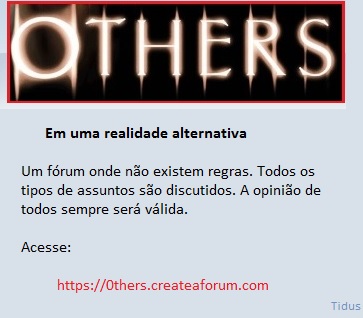 OTHERS
Em uma realidade alternativa
Um fórum onde não existem regras. Todos os
tipos de assuntos são discutidos. A opinião de
todos sempre será válida.
Acesse:
https://0thers.createaforum.com
Tidus